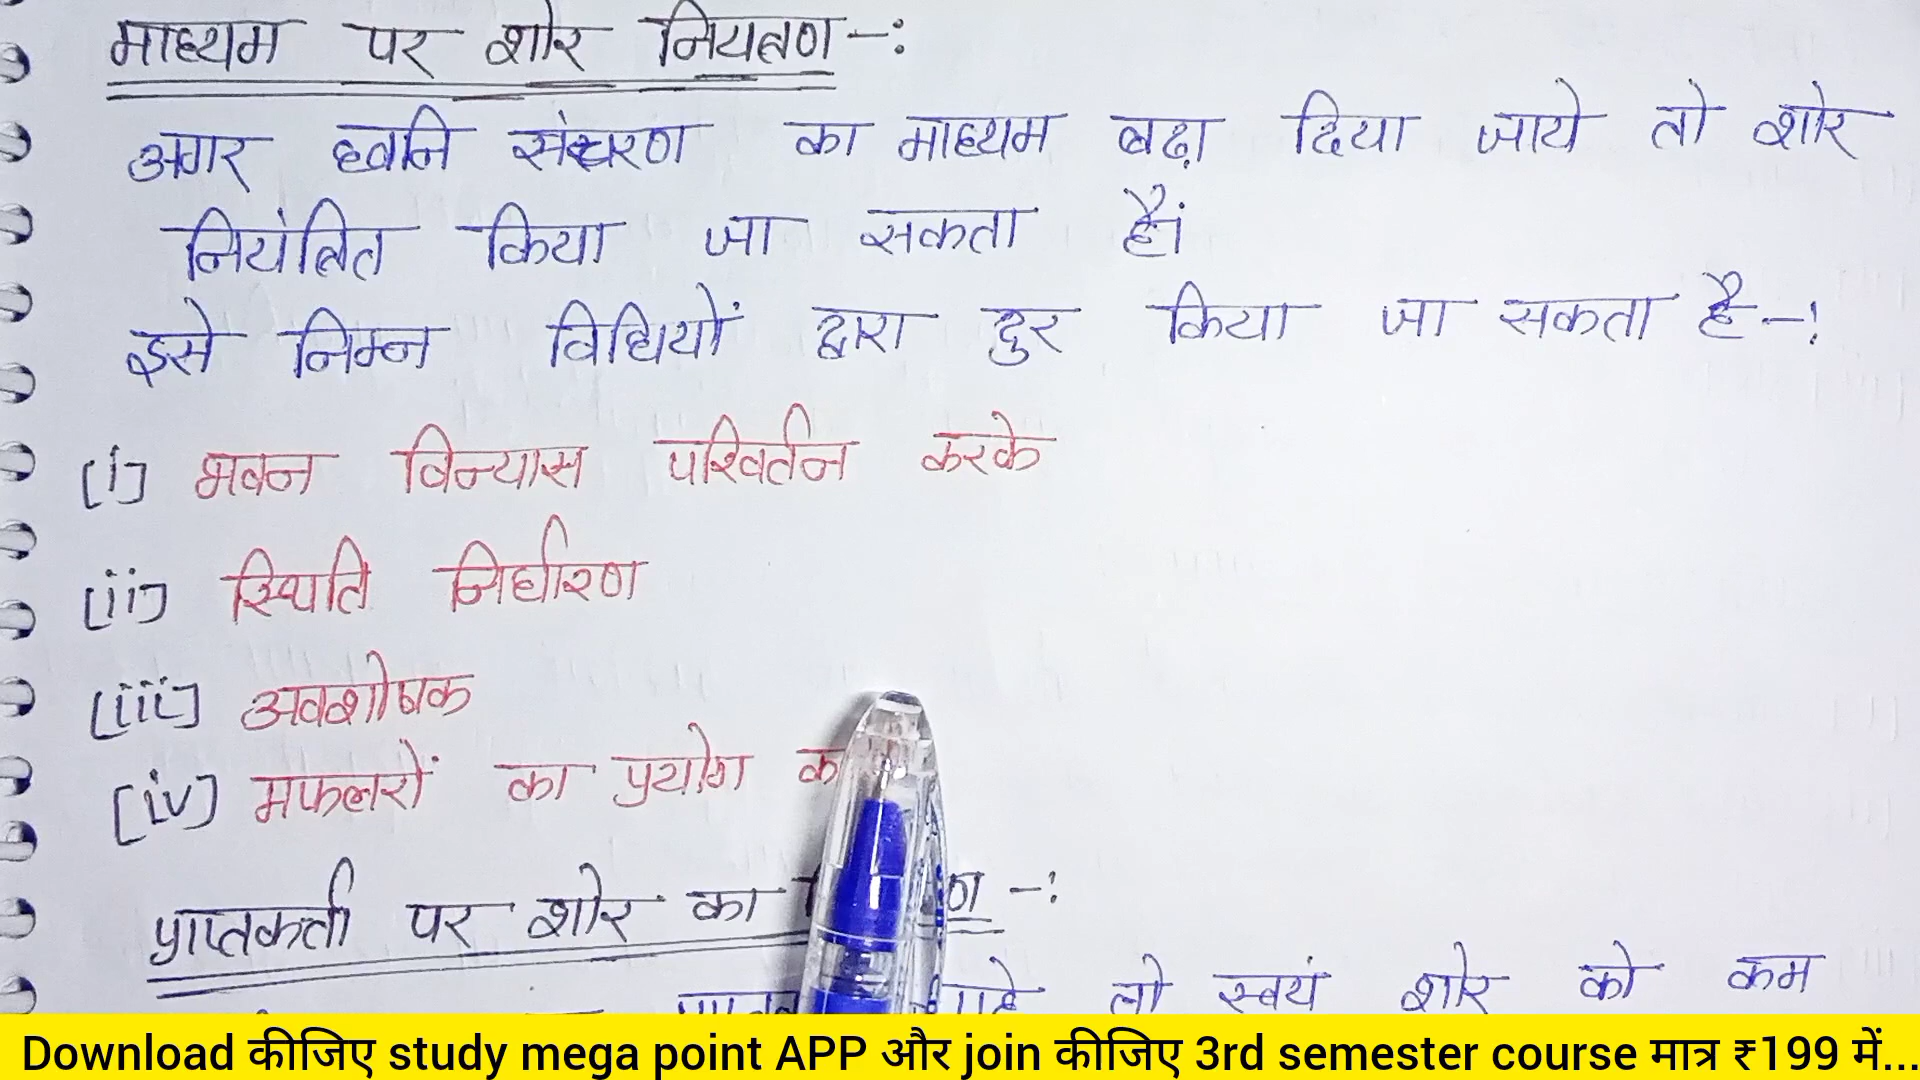 माध्यम पर शोर नियत्रण -:
अगर ध्वनि संचरण का माध्यम बढ़ा दिया जाये तो शोर
नियंत्रित किया जा सकता हैं।
इसे निम्न विधियों द्वारा दुर किया जा सकता है -:
(i) भवन विन्यास परिवर्तन करके
(ii) स्थिति निर्धारण
(iii) अवशोषक
(iv) मफलरों का प्रयोग
प्राप्तकर्ता पर शोर का -:
तो स्वयं शोर को कम
Download कीजिए study mega point APP और join कीजिए 3rd semester course मात्र ₹199 में...